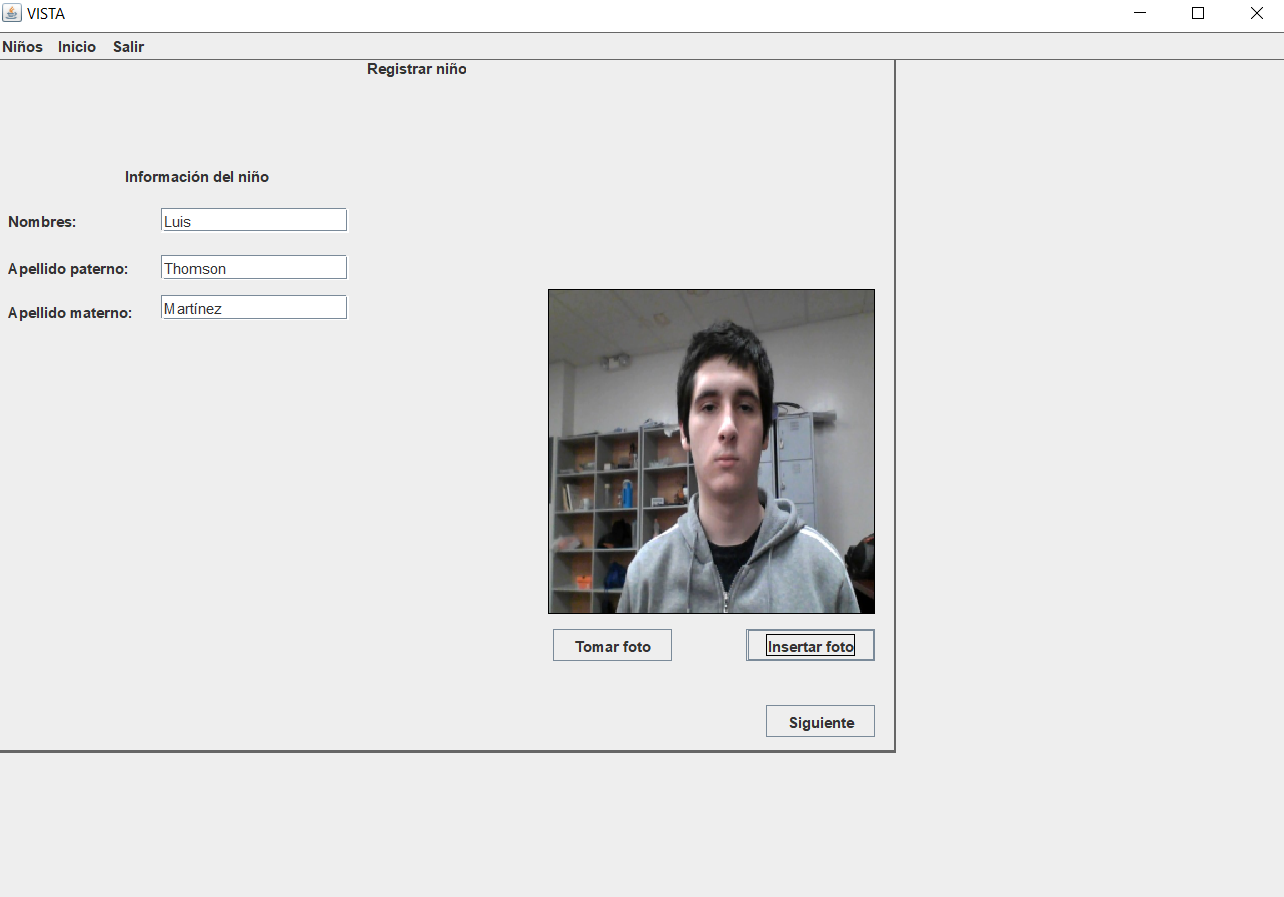 VISTA
Niños Inicio Salir
Registrar niño
Información del niño
Nombres: Luis
Apellido paterno: Thomson
Apellido materno: Martínez
Tomar foto Insertar foto
Siguiente